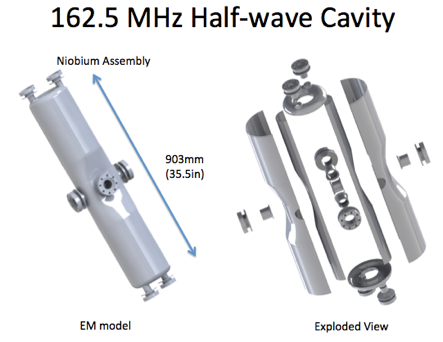 162.5 MHz Half-wave Cavity
Niobium Assembly
903mm
(35.5in)
EM model
Exploded View